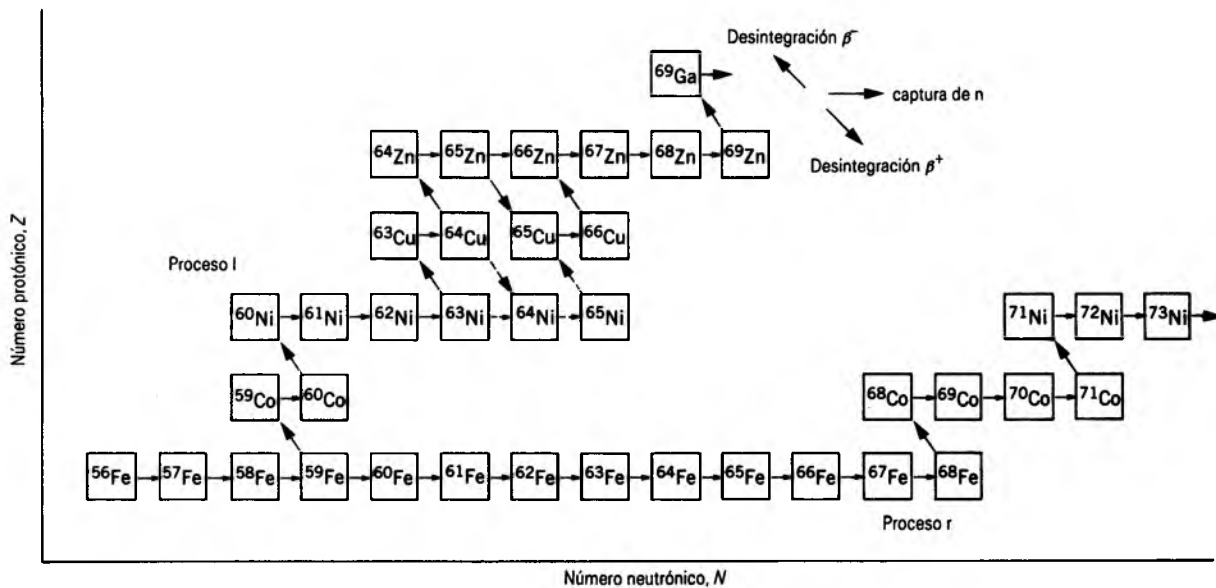 Desintegración β⁻
⁶⁹Ga
captura de n
⁶⁴Zn ⁶⁵Zn ⁶⁶Zn ⁶⁷Zn ⁶⁸Zn ⁶⁹Zn
Desintegración β⁺
⁶³Cu ⁶⁴Cu ⁶⁵Cu ⁶⁶Cu
Proceso l
⁶⁰Ni ⁶¹Ni ⁶²Ni ⁶³Ni ⁶⁴Ni ⁶⁵Ni ⁷¹Ni ⁷²Ni ⁷³Ni
⁵⁹Co ⁶⁰Co ⁶⁸Co ⁶⁹Co ⁷⁰Co ⁷¹Co
⁵⁶Fe ⁵⁷Fe ⁵⁸Fe ⁵⁹Fe ⁶⁰Fe ⁶¹Fe ⁶²Fe ⁶³Fe ⁶⁴Fe ⁶⁵Fe ⁶⁶Fe ⁶⁷Fe ⁶⁸Fe
Proceso r
Número protónico, Z
Número neutrónico, N